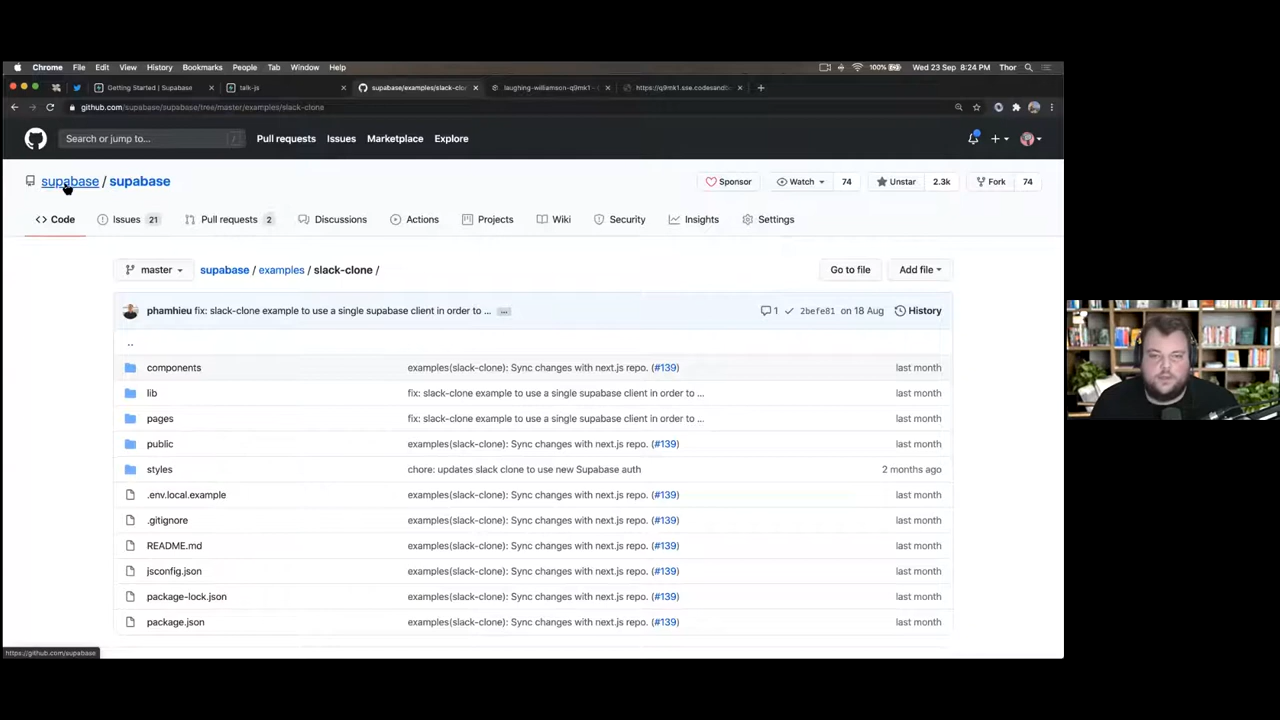 Chrome File Edit View History Bookmarks People Tab Window Help 100% Wed 23 Sep 8:24 PM Thor
Getting Started | Supabase × talk-js × supabase/examples/slack-clo × laughing-williamson-q9mk1 - × https://q9mk1.sse.codesandb × +
github.com/supabase/supabase/tree/master/examples/slack-clone
Search or jump to... / Pull requests Issues Marketplace Explore
supabase / supabase Sponsor Watch 74 Unstar 2.3k Fork 74
Code Issues 21 Pull requests 2 Discussions Actions Projects Wiki Security Insights Settings
master supabase / examples / slack-clone / Go to file Add file
phamhieu fix: slack-clone example to use a single supabase client in order to ... ... 1 2befe81 on 18 Aug History
..
components examples(slack-clone): Sync changes with next.js repo. (#139) last month
lib fix: slack-clone example to use a single supabase client in order to ... last month
pages fix: slack-clone example to use a single supabase client in order to ... last month
public examples(slack-clone): Sync changes with next.js repo. (#139) last month
styles chore: updates slack clone to use new Supabase auth 2 months ago
.env.local.example examples(slack-clone): Sync changes with next.js repo. (#139) last month
.gitignore examples(slack-clone): Sync changes with next.js repo. (#139) last month
README.md examples(slack-clone): Sync changes with next.js repo. (#139) last month
jsconfig.json examples(slack-clone): Sync changes with next.js repo. (#139) last month
package-lock.json examples(slack-clone): Sync changes with next.js repo. (#139) last month
package.json examples(slack-clone): Sync changes with next.js repo. (#139) last month
https://github.com/supabase